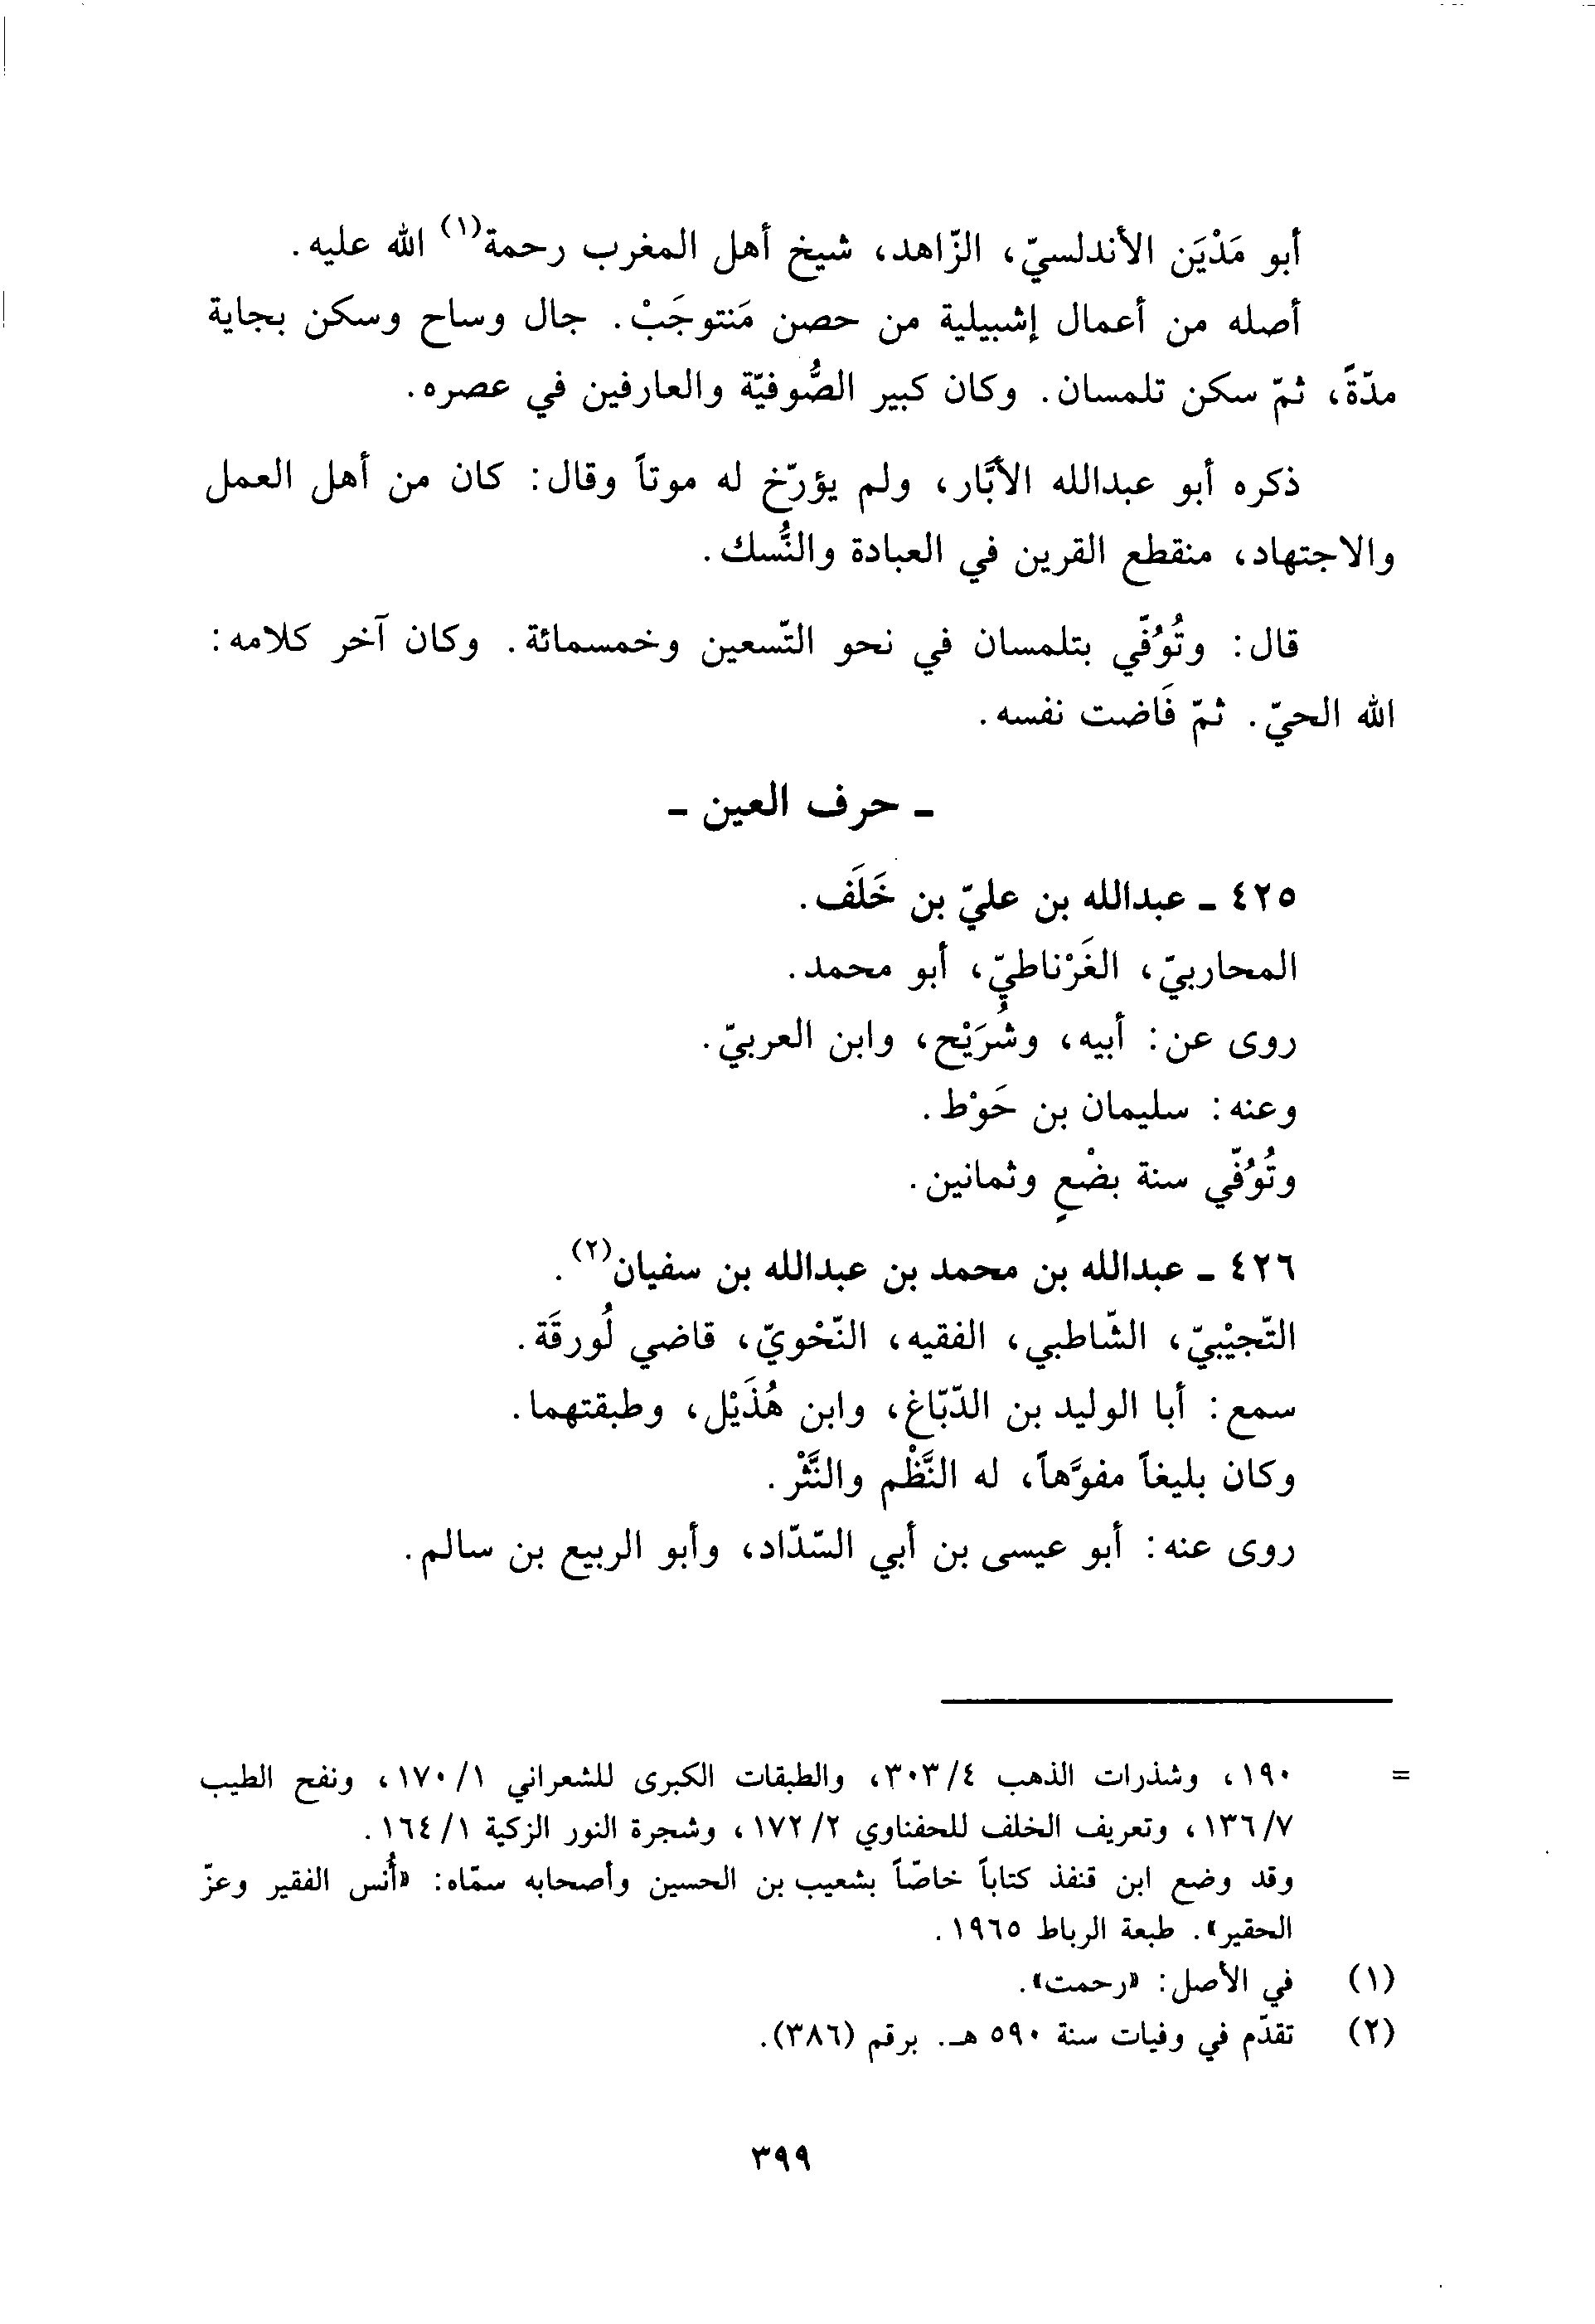 أبو مَدْيَن الأندلسيّ، الزّاهد، شيخ أهل المغرب رحمة(١) الله عليه.
أصله من أعمال إشبيلية من حصن مَنتوجَبْ. جال وساح وسكن بجاية
مدّةً، ثمّ سكن تلمسان. وكان كبير الصُّوفيّة والعارفين في عصره.
ذكره أبو عبدالله الأبَّار، ولم يؤرّخ له موتاً وقال: كان من أهل العمل
والاجتهاد، منقطع القرين في العبادة والنُّسك.
قال: وتُوُفّي بتلمسان في نحو التّسعين وخمسمائة. وكان آخر كلامه:
الله الحيّ. ثمّ فَاضت نفسه.
- حرف العين -
٤٢٥ - عبدالله بن عليّ بن خَلَف.
المحاربيّ، الغَرْناطيّ، أبو محمد.
روى عن: أبيه، وشُرَيْح، وابن العربيّ.
وعنه: سليمان بن حَوْط.
وتُوُفّي سنة بضْعٍ وثمانين.
٤٢٦ - عبدالله بن محمد بن عبدالله بن سفيان(٢).
التّجيْبيّ، الشّاطبي، الفقيه، النّحْويّ، قاضي لُورقَة.
سمع: أبا الوليد بن الدّبّاغ، وابن هُذَيْل، وطبقتهما.
وكان بليغاً مفوَّهاً، له النَّظْم والنَّثْر.
روى عنه: أبو عيسى بن أبي السّدّاد، وأبو الربيع بن سالم.
= ١٩٠، وشذرات الذهب ٣٠٣/٤، والطبقات الكبرى للشعراني ١٧٠/١، ونفح الطيب
١٣٦/٧، وتعريف الخلف للحفناوي ١٧٢/٢، وشجرة النور الزكية ١٦٤/١.
وقد وضع ابن قنفذ كتاباً خاصّاً بشعيب بن الحسين وأصحابه سمّاه: «أُنس الفقير وعزّ
الحقير». طبعة الرباط ١٩٦٥.
(١) في الأصل: «رحمت».
(٢) تقدّم في وفيات سنة ٥٩٠ هـ. برقم (٣٨٦).
٣٩٩